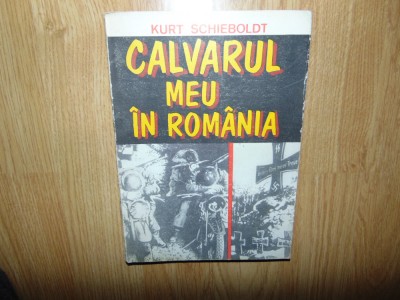 KURT SCHIEBOLDT
CALVARUL
MEU
ÎN ROMÂNIA